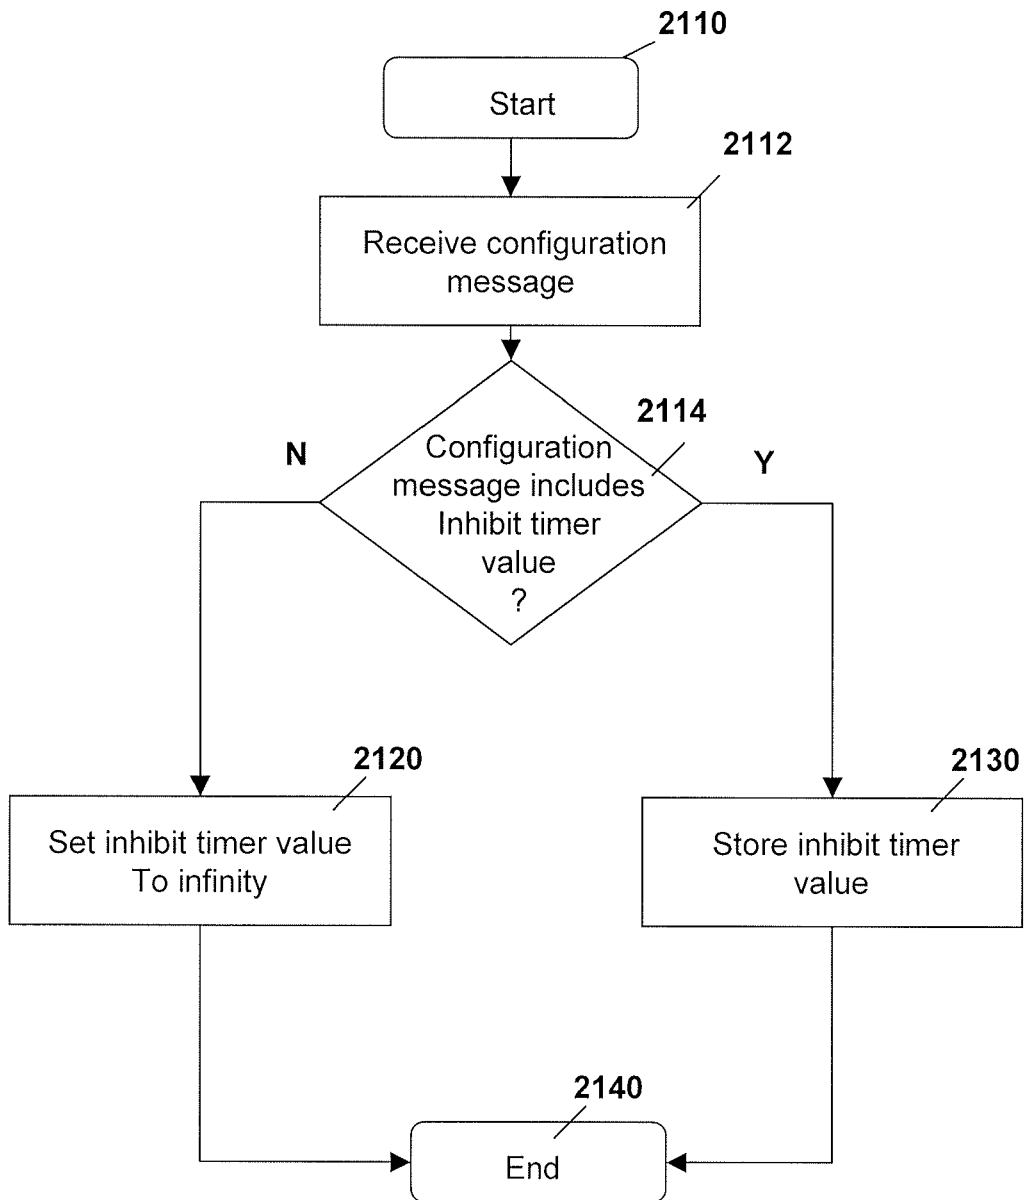 2110
Start
2112
Receive configuration
message
2114
N
Y
Configuration
message includes
Inhibit timer
value
?
2120
2130
Set inhibit timer value
To infinity
Store inhibit timer
value
2140
End